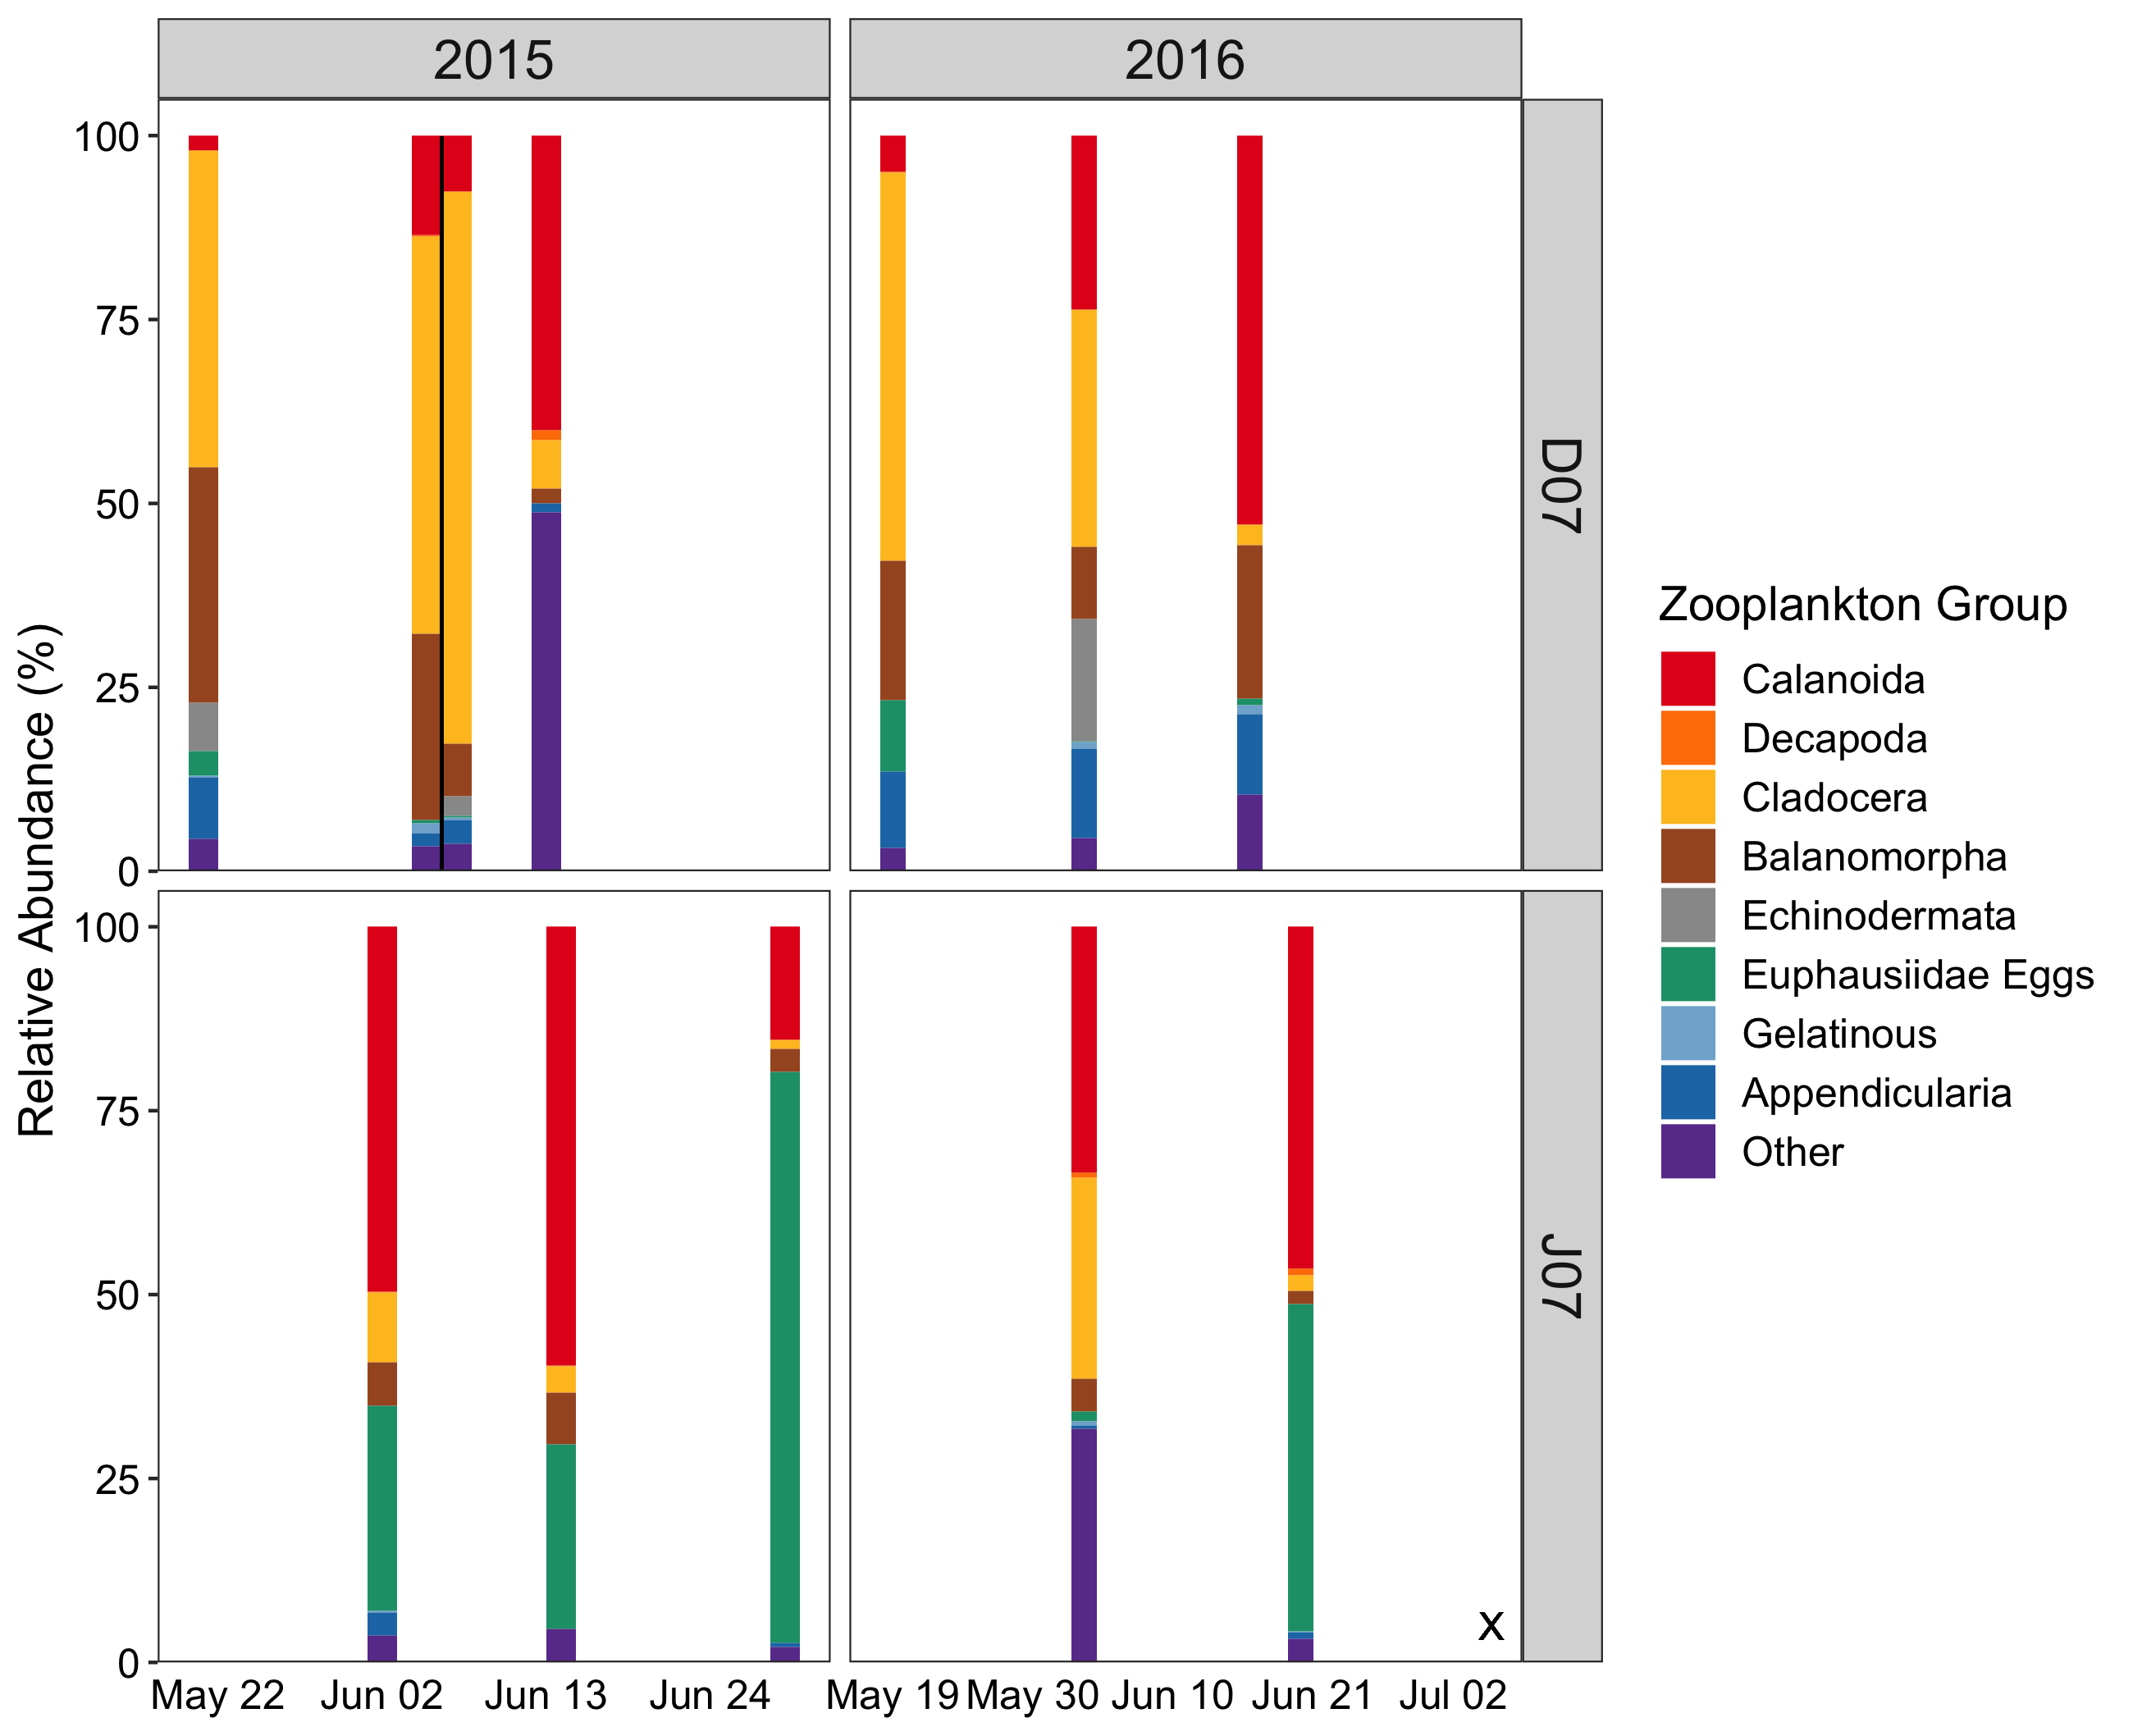 2015
2016
100
75
50
25
0
D07
Relative Abundance (%)
100
75
50
25
0
J07
x
May 22 Jun 02 Jun 13 Jun 24
May 19 May 30 Jun 10 Jun 21 Jul 02
Zooplankton Group
Calanoida
Decapoda
Cladocera
Balanomorpha
Echinodermata
Euphausiidae Eggs
Gelatinous
Appendicularia
Other